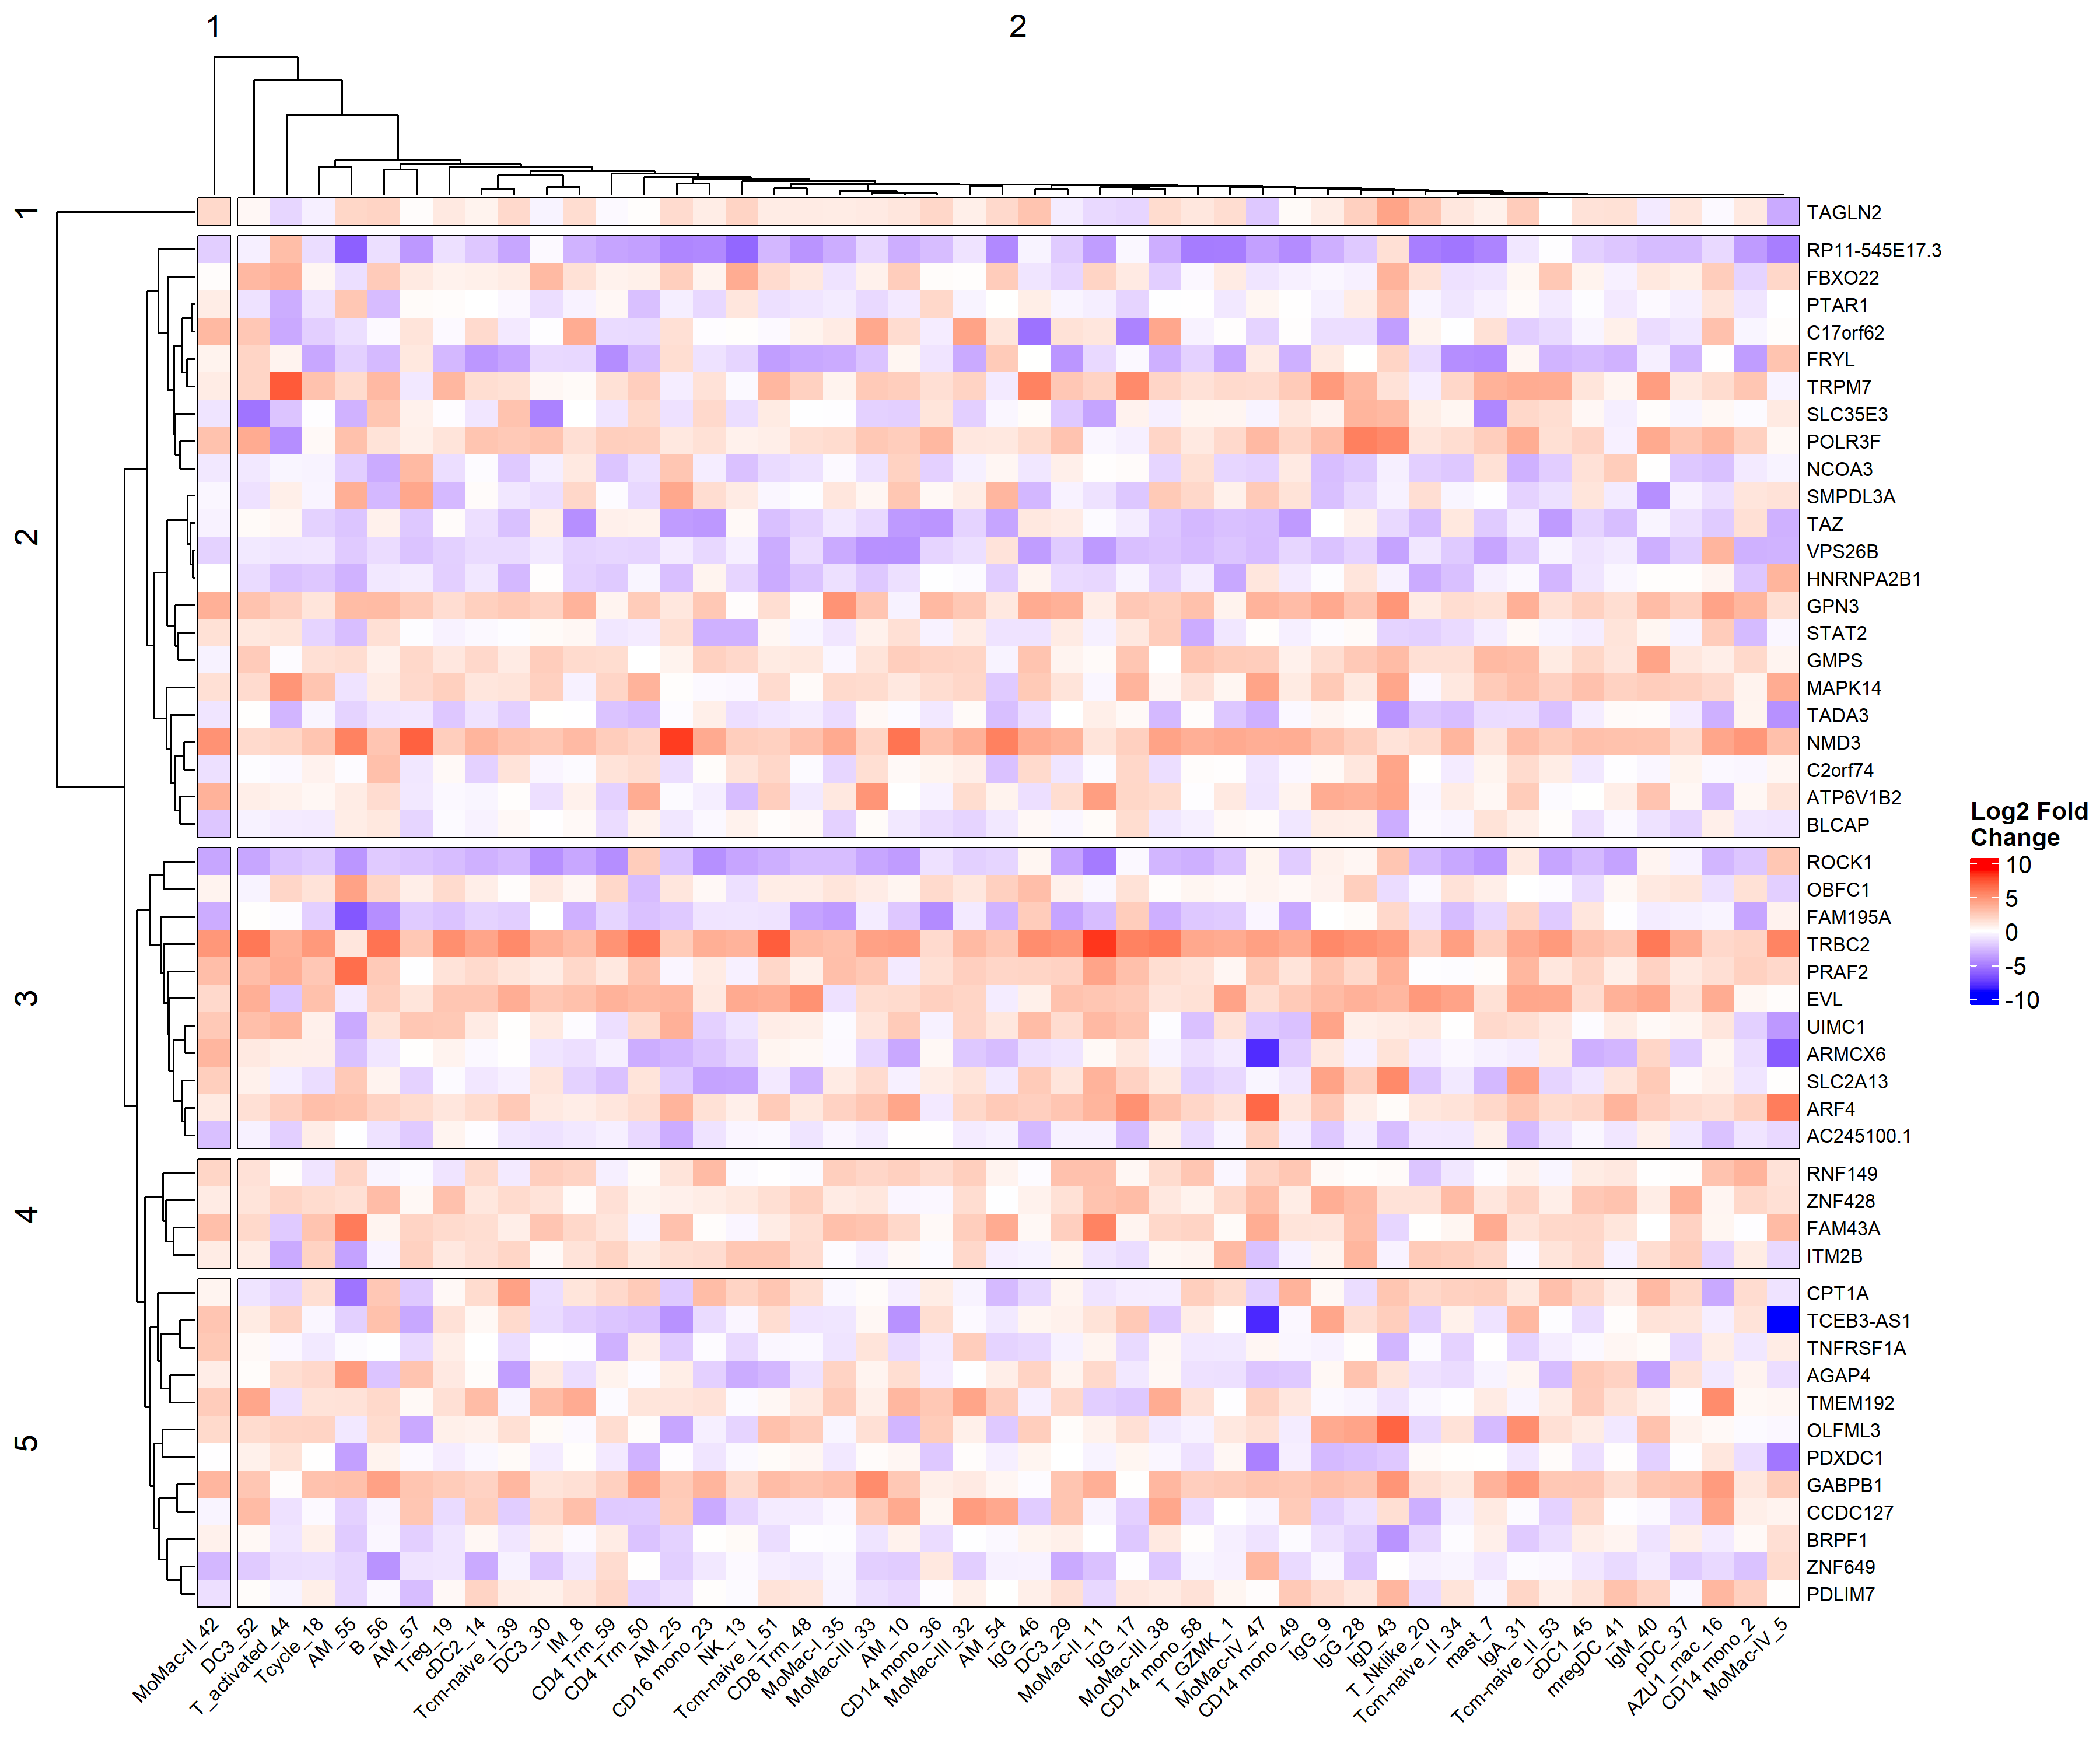 1
2
1
2
3
4
5
TAGLN2
RP11-545E17.3
FBXO22
PTAR1
C17orf62
FRYL
TRPM7
SLC35E3
POLR3F
NCOA3
SMPDL3A
TAZ
VPS26B
HNRNPA2B1
GPN3
STAT2
GMPS
MAPK14
TADA3
NMD3
C2orf74
ATP6V1B2
BLCAP
ROCK1
OBFC1
FAM195A
TRBC2
PRAF2
EVL
UIMC1
ARMCX6
SLC2A13
ARF4
AC245100.1
RNF149
ZNF428
FAM43A
ITM2B
CPT1A
TCEB3-AS1
TNFRSF1A
AGAP4
TMEM192
OLFML3
PDXDC1
GABPB1
CCDC127
BRPF1
ZNF649
PDLIM7
Log2 Fold
Change
10
5
0
-5
-10
MoMac-II_42
DC3_52
T_activated_44
Tcycle_18
AM_55
B_56
AM_57
Treg_19
cDC2_14
Tcm-naive_I_39
DC3_30
IM_8
CD4 Trm_59
CD4 Trm_50
AM_25
CD16 mono_23
NK_13
Tcm-naive_I_51
CD8 Trm_48
MoMac-I_35
MoMac-III_33
AM_10
CD14 mono_36
MoMac-III_32
AM_54
IgG_46
DC3_29
MoMac-II_11
IgG_17
MoMac-III_38
CD14 mono_58
T_GZMK_1
MoMac-IV_47
CD14 mono_49
IgG_9
IgG_28
IgD_43
T_Nklike_20
Tcm-naive_II_34
mast_7
IgA_31
Tcm-naive_II_53
cDC1_45
mregDC_41
IgM_40
pDC_37
AZU1_mac_16
CD14 mono_2
MoMac-IV_5